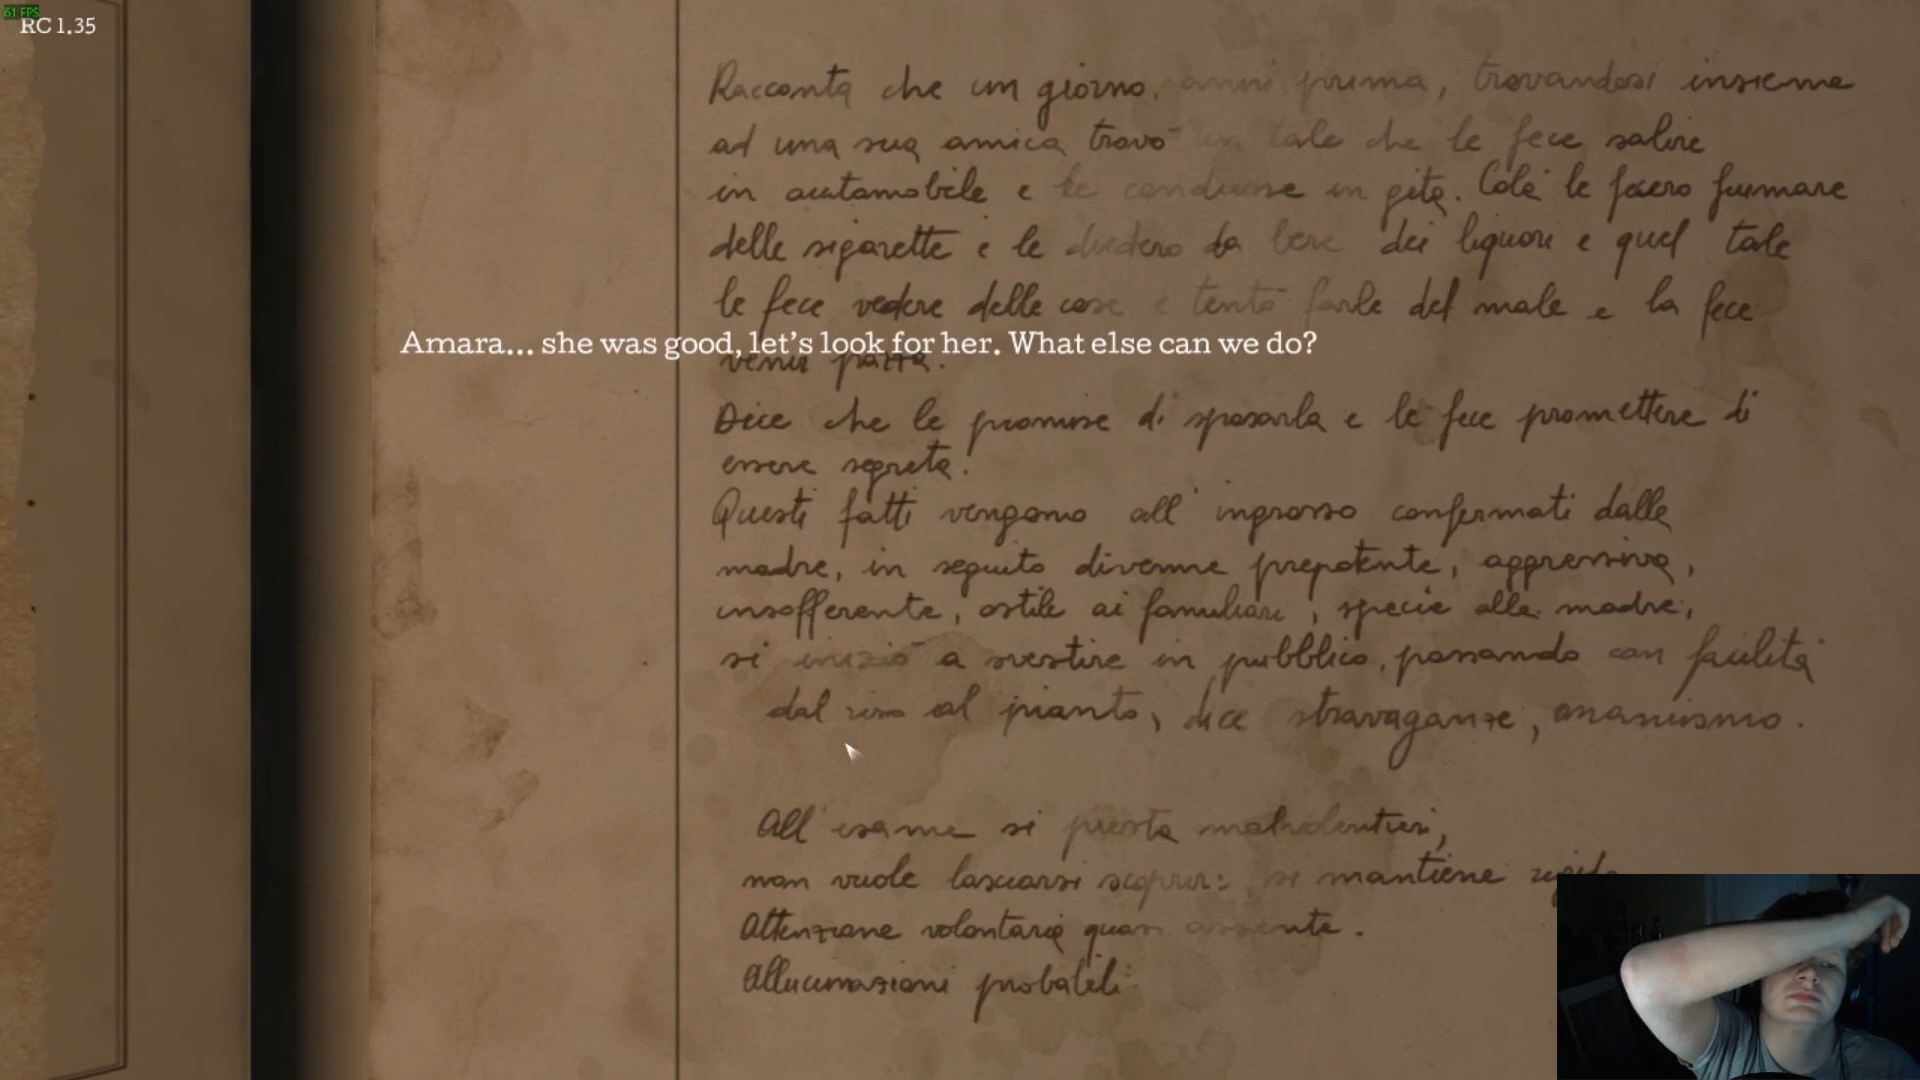 61 FPS
RC 1.35
Racconta che un giorno, anni prima, trovandosi insieme
ad una sua amica trovò un tale che le fece salire
in automobile e le condusse in gita. Colà le fecero fumare
delle sigarette e le diedero da bere dei liquori e quel tale
le fece vedere delle cose e tentò farle del male e la fece
Amara... she was good, let's look for her. What else can we do?
venir pazza.
Dice che le promise di sposarla e le fece promettere di
essere segreta.
Questi fatti vengono all'ingrosso confermati dalla
madre, in seguito divenne prepotente, aggressiva,
insofferente, ostile ai familiari, specie alla madre,
si iniziò a svestire in pubblico, passando con facilità
dal riso al pianto, dice stravaganze, onanismo.
All'esame si presta malvolentieri,
non vuole lasciarsi scoprir: si mantiene
Attenzione volontaria quasi assente.
Allucinazioni probabili